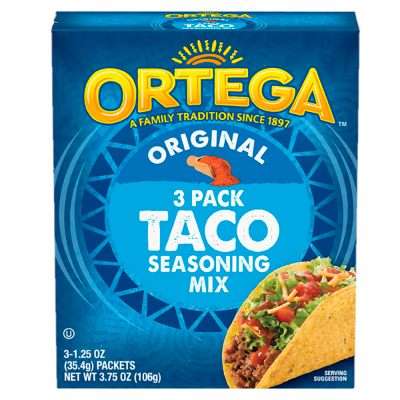 ORIGINAL
TACO
ORTEGA
A FAMILY TRADITION SINCE 1897
™
ORIGINAL
3 PACK
TACO
SEASONING
MIX
U
3-1.25 OZ
(35.4g) PACKETS
NET WT 3.75 OZ (106g)
SERVING
SUGGESTION